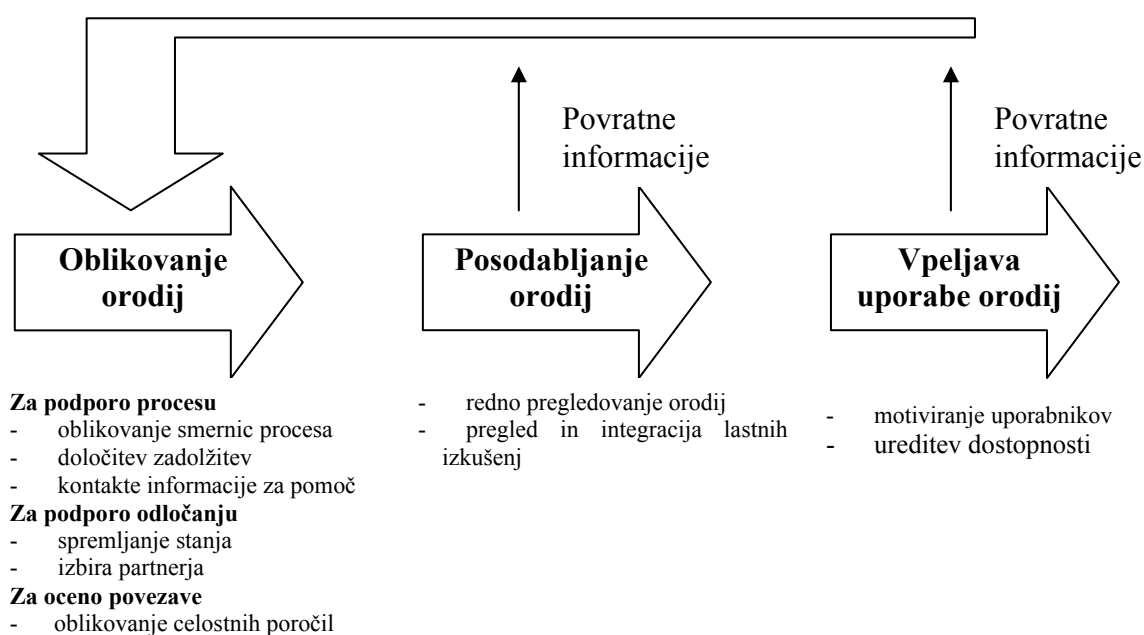 Povratne
informacije
Povratne
informacije
Oblikovanje
orodij
Posodabljanje
orodij
Vpeljava
uporabe orodij
Za podporo procesu
- oblikovanje smernic procesa
- določitev zadolžitev
- kontakte informacije za pomoč
Za podporo odločanju
- spremljanje stanja
- izbira partnerja
Za oceno povezave
- oblikovanje celostnih poročil
- redno pregledovanje orodij
- pregled in integracija lastnih
izkušenj
- motiviranje uporabnikov
- ureditev dostopnosti